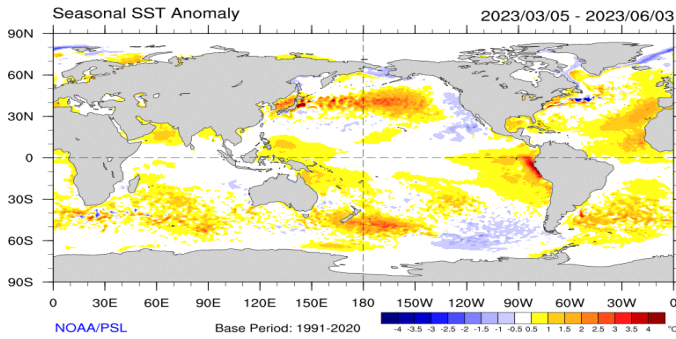 Seasonal SST Anomaly 2023/03/05 - 2023/06/03
90N
60N
30N
0
30S
60S
90S
0 30E 60E 90E 120E 150E 180 150W 120W 90W 60W 30W 0
NOAA/PSL Base Period: 1991-2020
-4 -3.5 -3 -2.5 -2 -1.5 -1 -0.5 0.5 1 1.5 2 2.5 3 3.5 4 °C